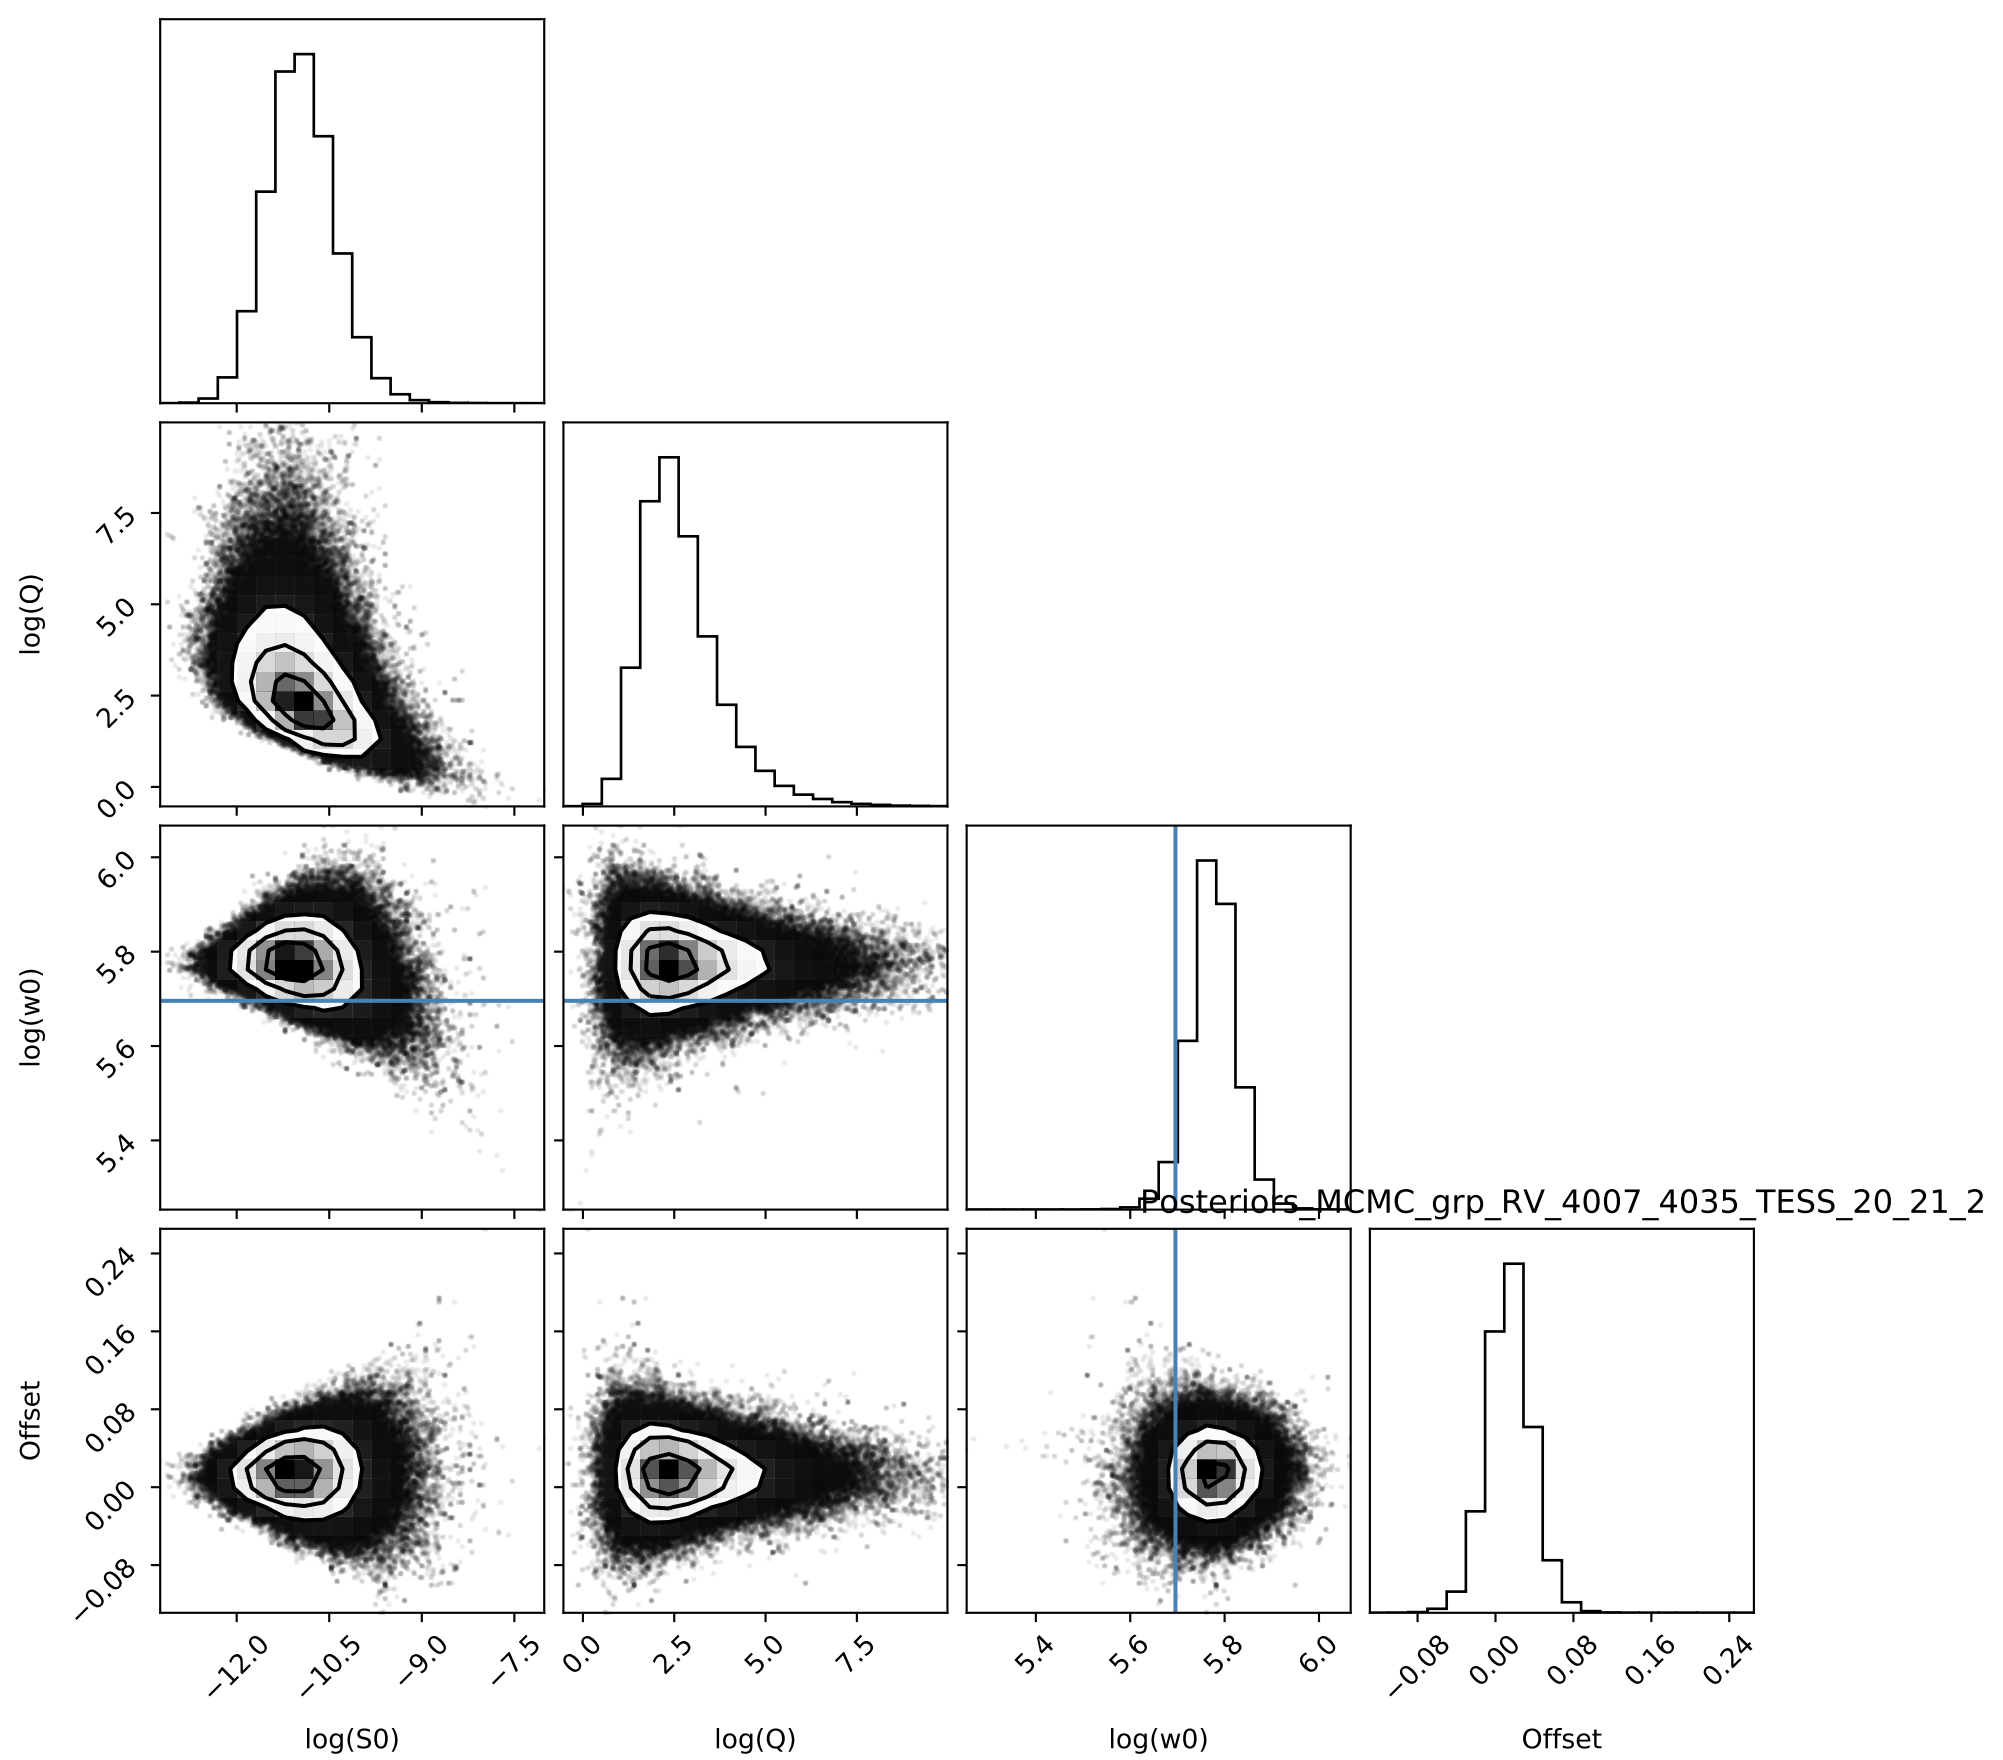 7.5
5.0
2.5
0.0
log(Q)
6.0
5.8
5.6
5.4
log(w0)
Posteriors_MCMC_grp_RV_4007_4035_TESS_20_21_2
0.24
0.16
0.08
0.00
−0.08
Offset
−12.0 −10.5 −9.0 −7.5 0.0 2.5 5.0 7.5 5.4 5.6 5.8 6.0 −0.08 0.00 0.08 0.16 0.24
log(S0) log(Q) log(w0) Offset